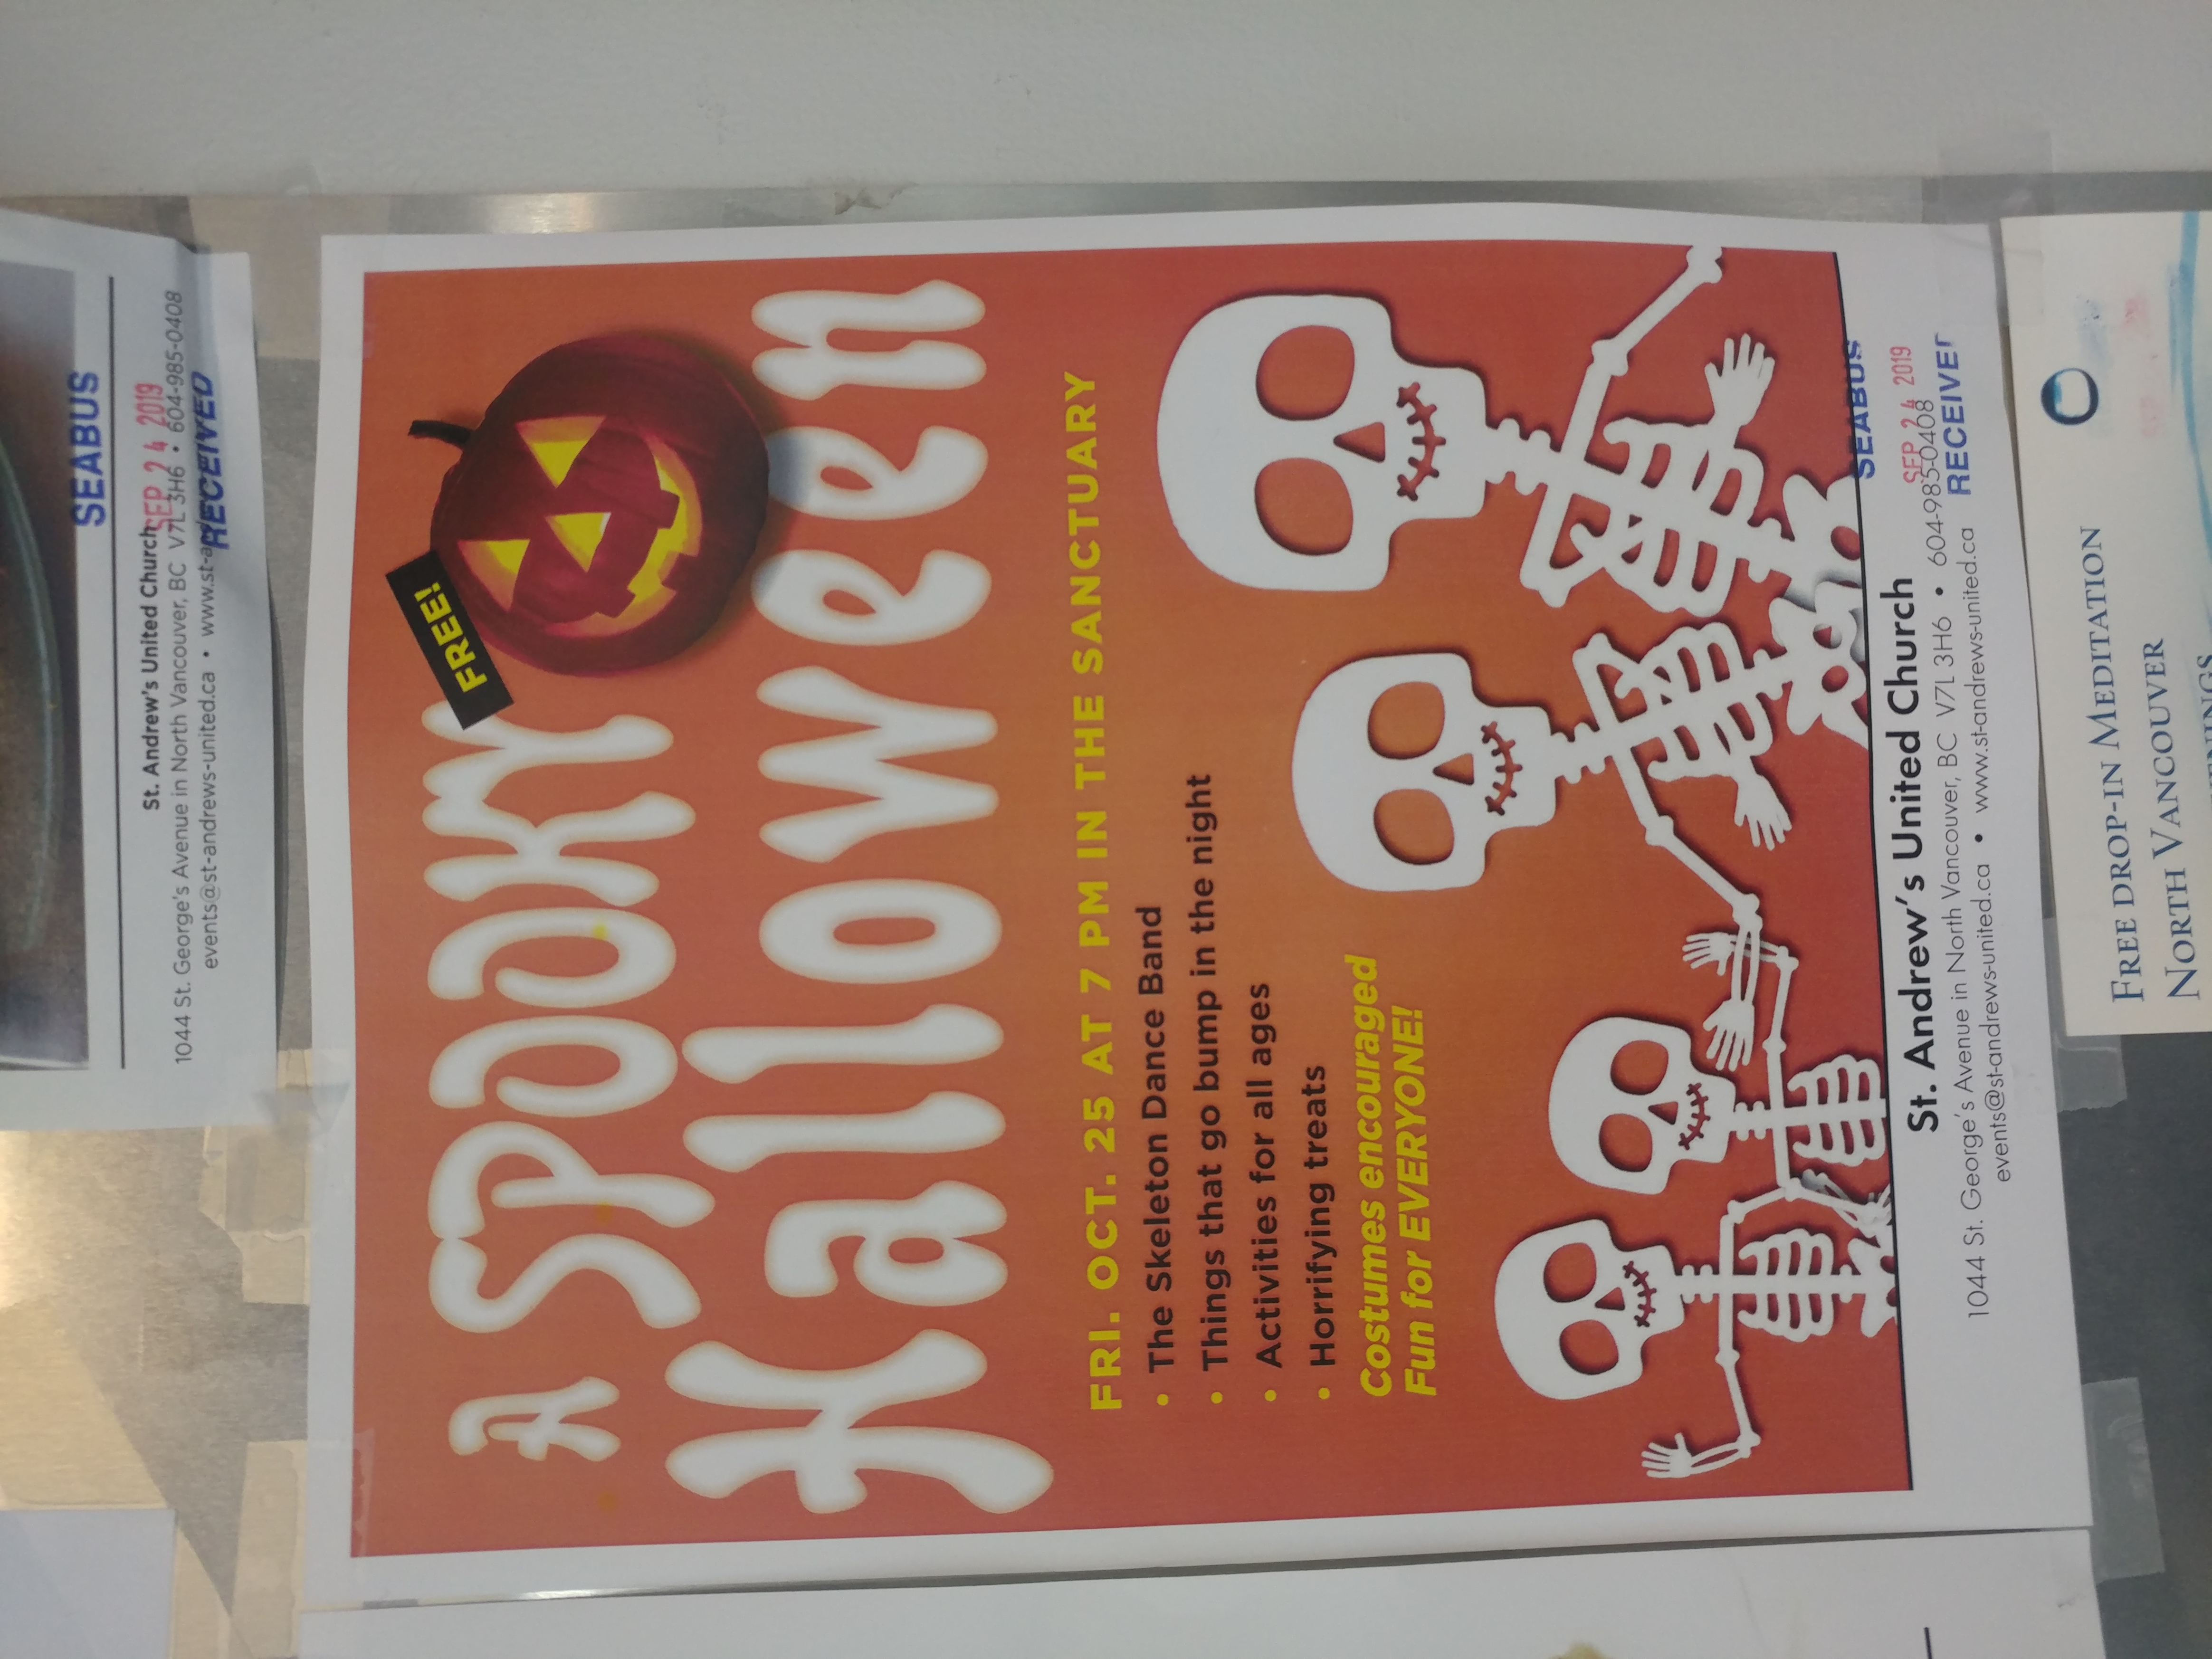 SEABUS
St. Andrew's United Church
SEP 24 2019
1044 St. George's Avenue in North Vancouver, BC V7L 3H6 • 604-985-0408
events@st-andrews-united.ca •
RECEIVED
A SPOOKY
FREE!
Halloween
FRI. OCT. 25 AT 7 PM IN THE SANCTUARY
• The Skeleton Dance Band
• Things that go bump in the night
• Activities for all ages
• Horrifying treats
Costumes encouraged
Fun for EVERYONE!
SEABUS
St. Andrew's United Church
SEP 24 2019
1044 St. George's Avenue in North Vancouver, BC V7L 3H6 • 604-985-0408
events@st-andrews-united.ca • www.st-andrews-united.ca
RECEIVED
FREE DROP-IN MEDITATION
NORTH VANCOUVER